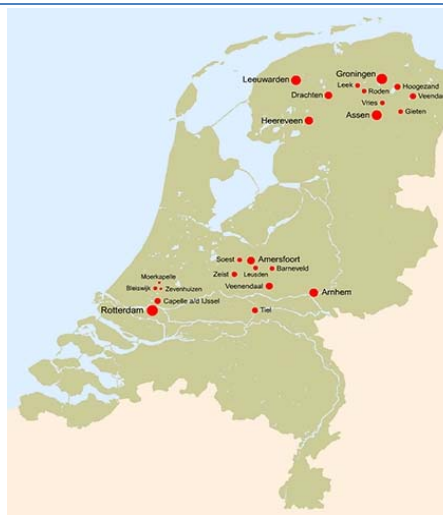 Groningen
Leeuwarden
Leek
Hoogezand
Roden
Drachten
Veenda
Vries
Gieten
Assen
Heereveen
Soest
Amersfoort
Leusden
Barneveld
Zeist
Moerkapelle
Veenendaal
Bleiswijk
Zevenhuizen
Arnhem
Capelle a/d IJssel
Rotterdam
Tiel